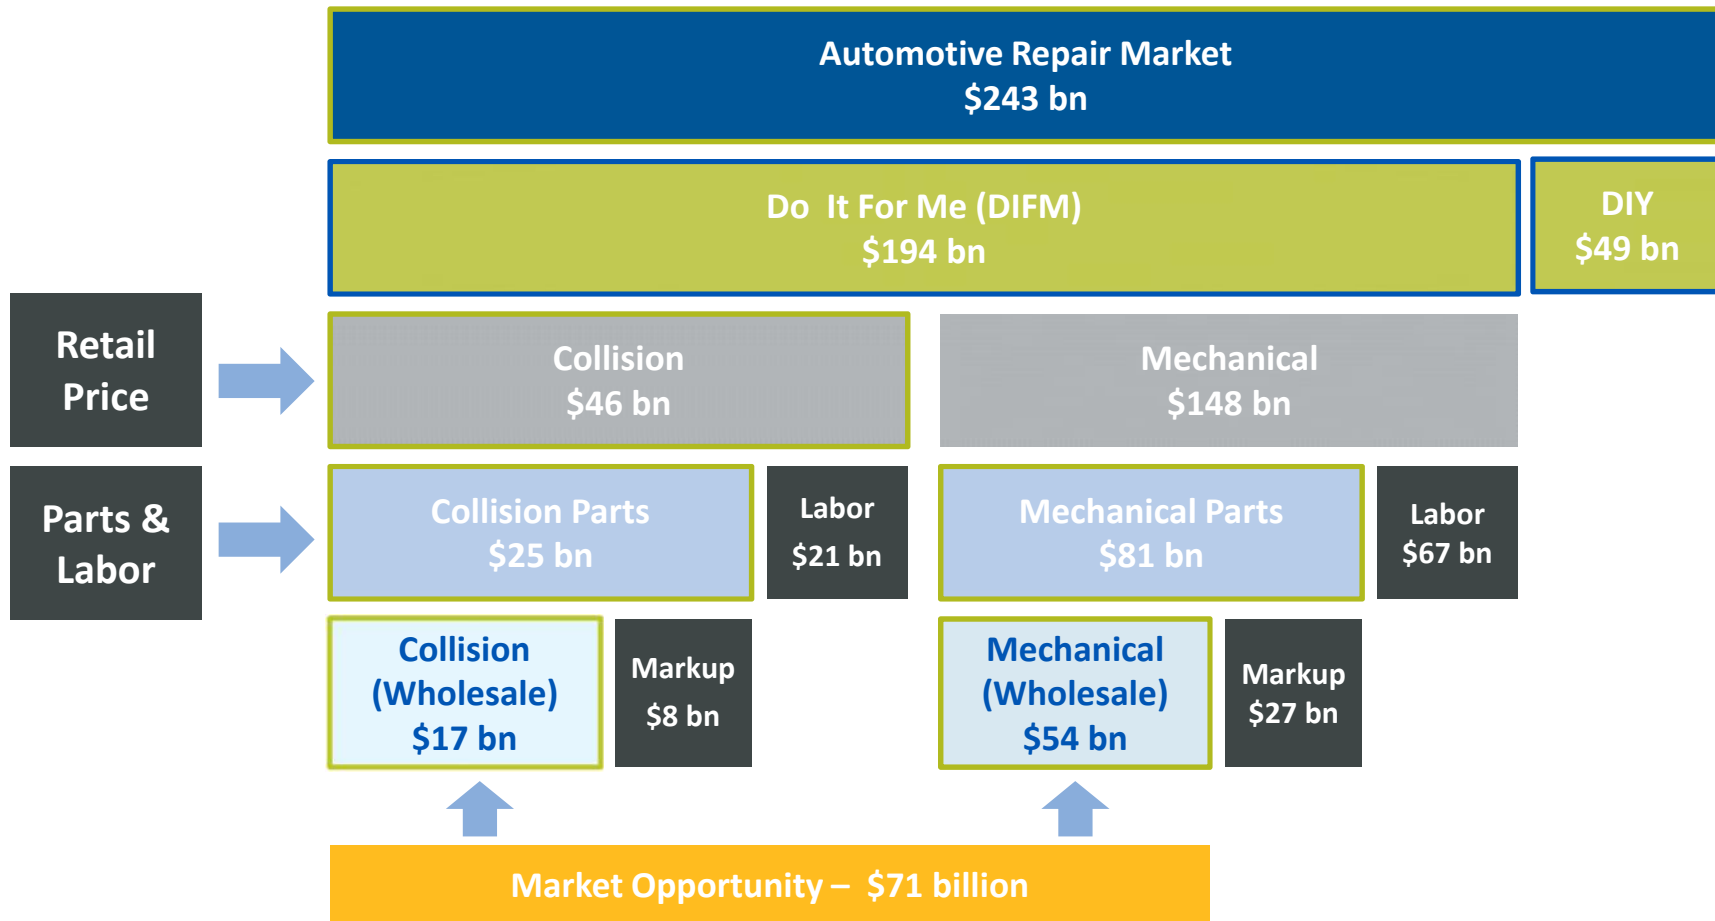 Automotive Repair Market
$243 bn
Do It For Me (DIFM)
$194 bn
DIY
$49 bn
Retail
Price
Collision
$46 bn
Mechanical
$148 bn
Parts &
Labor
Collision Parts
$25 bn
Labor
$21 bn
Mechanical Parts
$81 bn
Labor
$67 bn
Collision
(Wholesale)
$17 bn
Markup
$8 bn
Mechanical
(Wholesale)
$54 bn
Markup
$27 bn
Market Opportunity – $71 billion